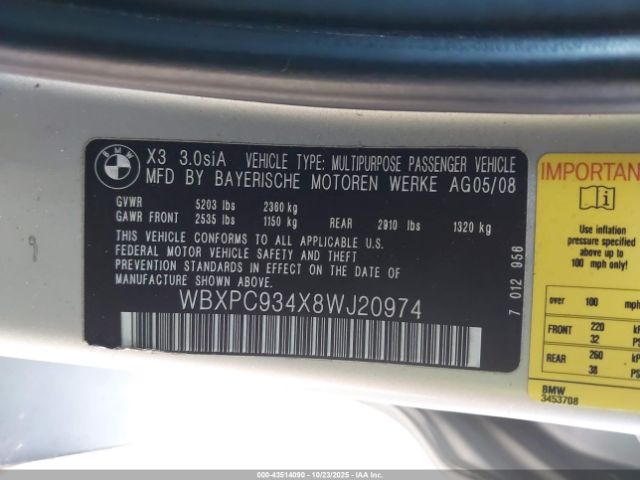 BMW
X3 3.0siA VEHICLE TYPE: MULTIPURPOSE PASSENGER VEHICLE
MFD BY BAYERISCHE MOTOREN WERKE AG05/08
GVWR 5203 lbs 2360 kg
GAWR FRONT 2535 lbs 1150 kg REAR 2910 lbs 1320 kg
THIS VEHICLE CONFORMS TO ALL APPLICABLE U.S.
FEDERAL MOTOR VEHICLE SAFETY AND THEFT
PREVENTION STANDARDS IN EFFECT ON THE DATE OF
MANUFACTURE SHOWN ABOVE.
WBXPC934X8WJ20974
7 012 956
IMPORTAN
Use inflation
pressure specified
for above up to
100 mph only!
over 100 mph
FRONT 220 kP
32 PS
REAR 260 kP
38 PS
BMW
3453708
000-43514090 - 10/23/2025 - IAAI.com